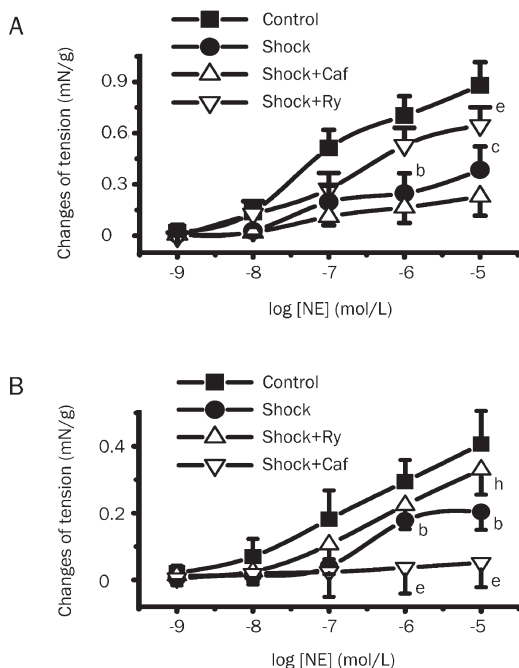 A
Control
Shock
Shock+Caf
Shock+Ry
Changes of tension (mN/g)
0.9
0.6
0.3
0
e
c
b
-9 -8 -7 -6 -5
log [NE] (mol/L)
B
Control
Shock
Shock+Ry
Shock+Caf
Changes of tension (mN/g)
0.4
0.2
0
h
b
b
e
e
-9 -8 -7 -6 -5
log [NE] (mol/L)